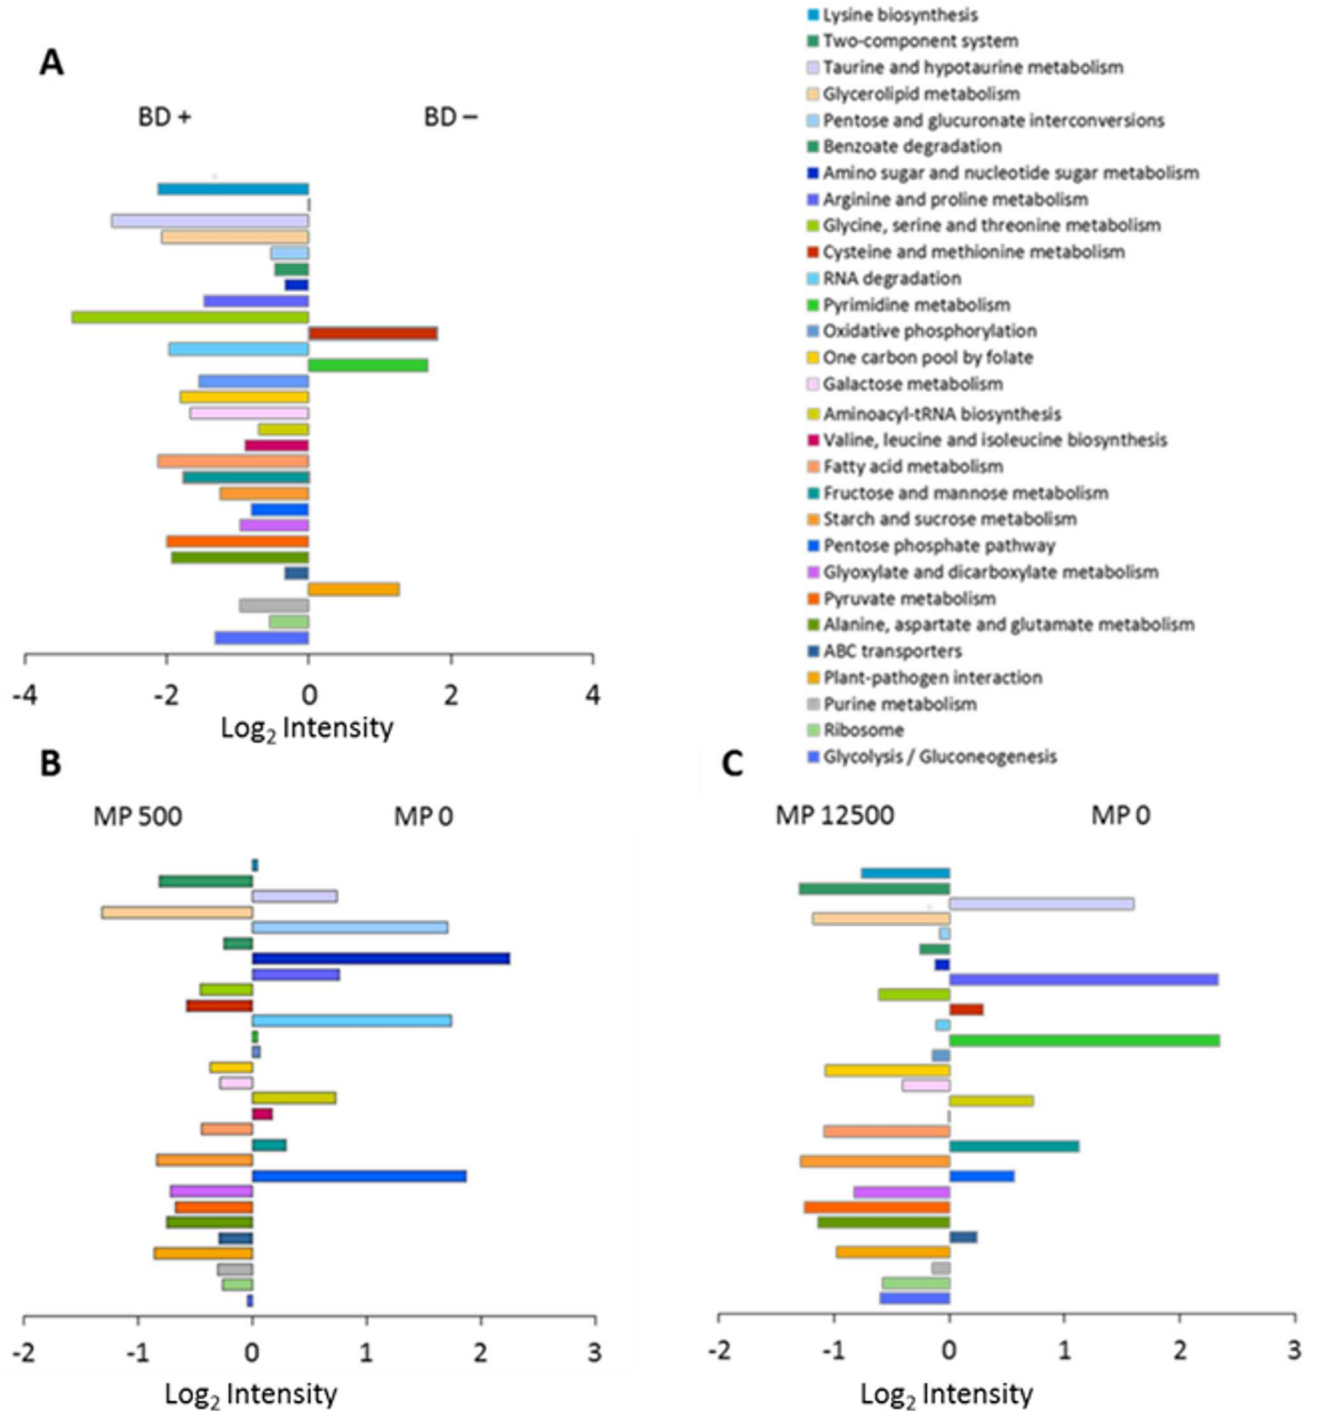 A
BD + BD –
-4 -2 0 2 4
Log2 Intensity
Lysine biosynthesis
Two-component system
Taurine and hypotaurine metabolism
Glycerolipid metabolism
Pentose and glucuronate interconversions
Benzoate degradation
Amino sugar and nucleotide sugar metabolism
Arginine and proline metabolism
Glycine, serine and threonine metabolism
Cysteine and methionine metabolism
RNA degradation
Pyrimidine metabolism
Oxidative phosphorylation
One carbon pool by folate
Galactose metabolism
Aminoacyl-tRNA biosynthesis
Valine, leucine and isoleucine biosynthesis
Fatty acid metabolism
Fructose and mannose metabolism
Starch and sucrose metabolism
Pentose phosphate pathway
Glyoxylate and dicarboxylate metabolism
Pyruvate metabolism
Alanine, aspartate and glutamate metabolism
ABC transporters
Plant-pathogen interaction
Purine metabolism
Ribosome
Glycolysis / Gluconeogenesis
B
MP 500 MP 0
-2 -1 0 1 2 3
Log2 Intensity
C
MP 12500 MP 0
-2 -1 0 1 2 3
Log2 Intensity